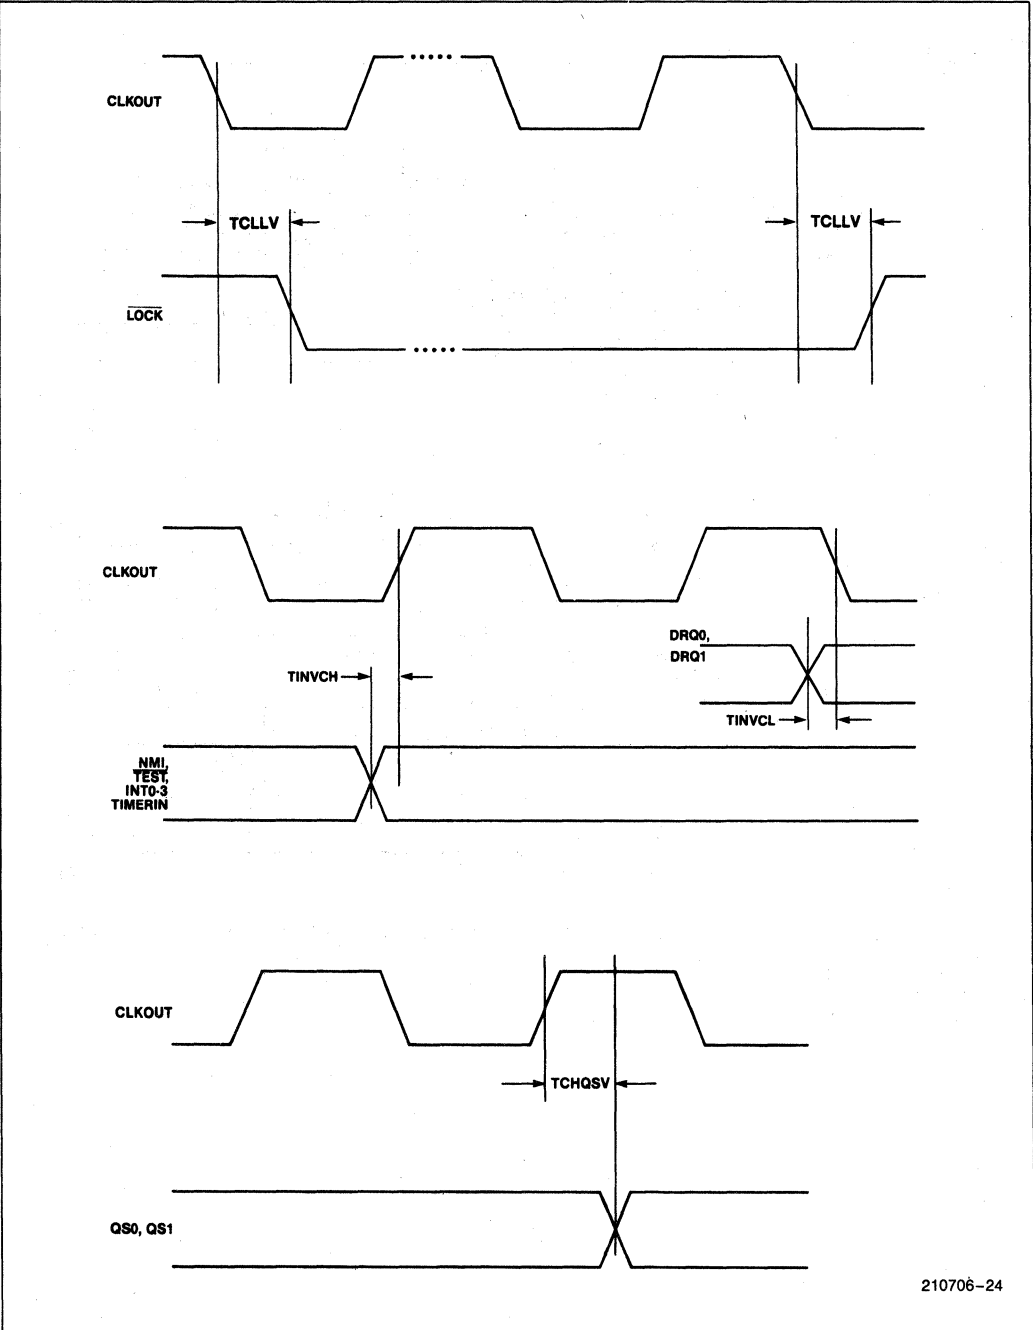 CLKOUT
TCLLV
TCLLV
LOCK
CLKOUT
DRQ0,
DRQ1
TINVCH
TINVCL
NMI,
TEST,
INT0-3
TIMERIN
CLKOUT
TCHQSV
QS0, QS1
210706-24